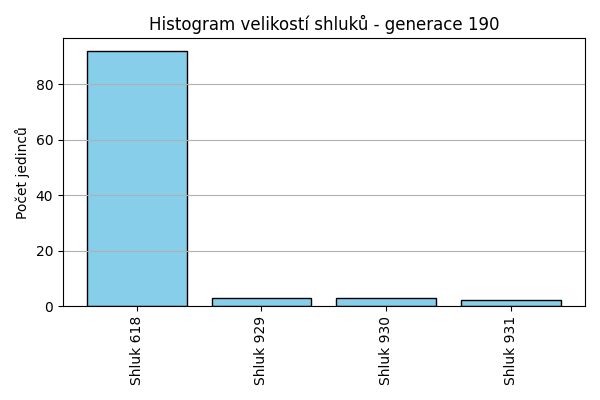 Histogram velikostí shluků - generace 190
Počet jedinců
80
60
40
20
0
Shluk 618
Shluk 929
Shluk 930
Shluk 931